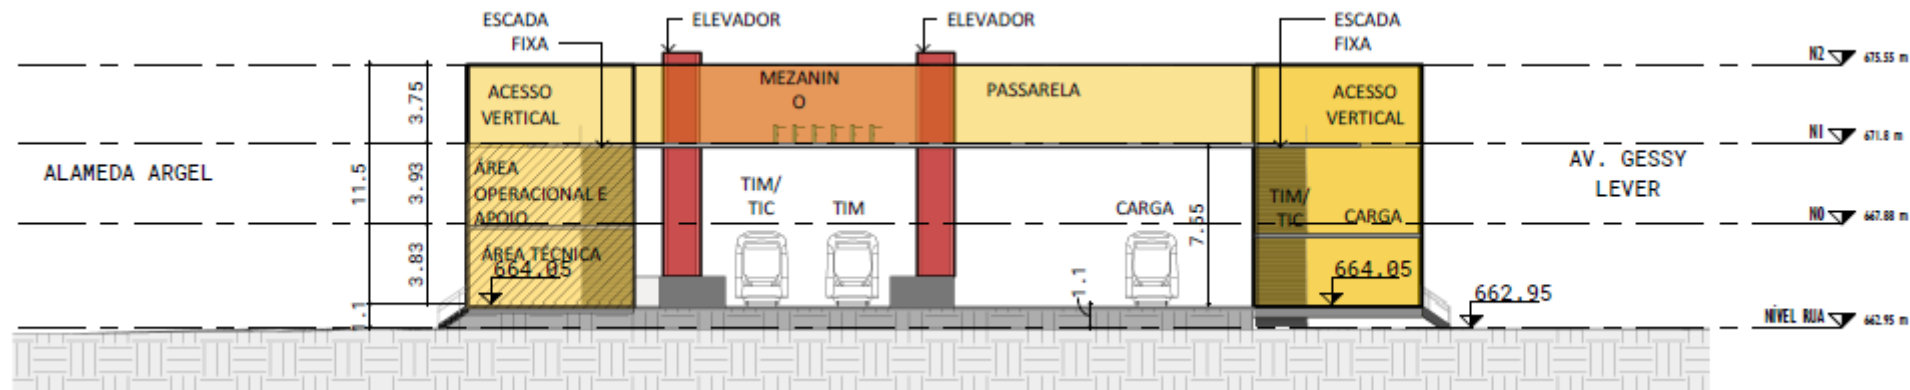 ESCADA
FIXA
ELEVADOR
ELEVADOR
ESCADA
FIXA
N2
675.55 m
3.75
ACESSO
VERTICAL
MEZANIN
O
PASSARELA
ACESSO
VERTICAL
N1
671.8 m
ALAMEDA ARGEL
11.5
3.93
ÁREA
OPERACIONAL E
APOIO
TIM/
TIC
TIM
CARGA
7.55
TIM/
TIC
CARGA
AV. GESSY
LEVER
N0
667.88 m
3.83
ÁREA TÉCNICA
664.05
1.1
664.05
662.95
1.1
NÍVEL RUA
662.95 m